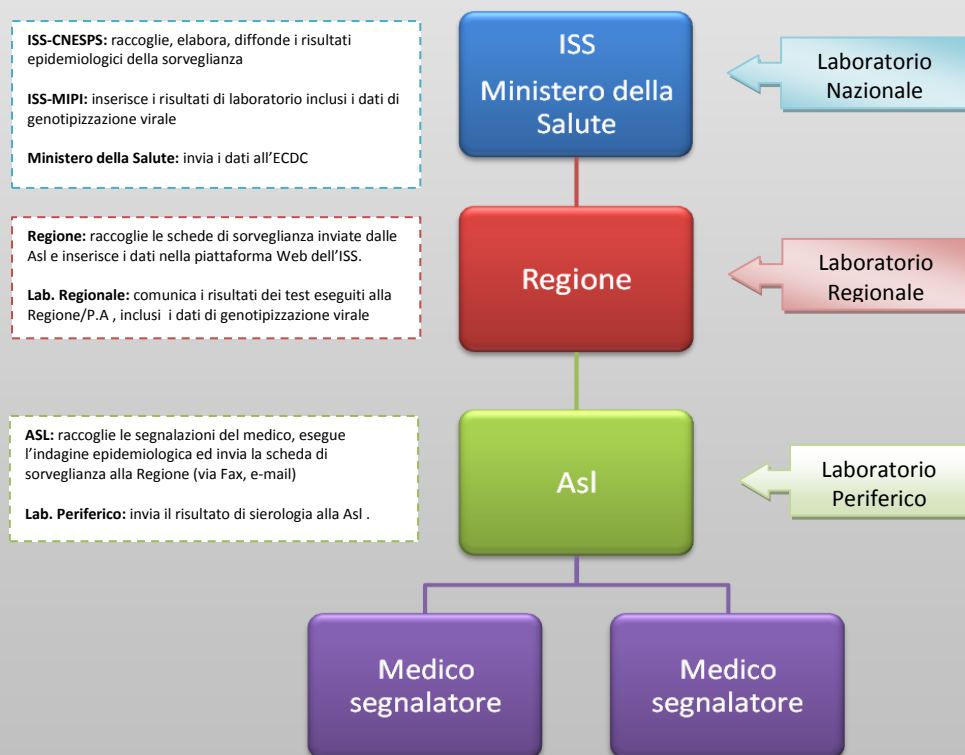 ISS-CNESPS: raccoglie, elabora, diffonde i risultati
epidemiologici della sorveglianza
ISS-MIPI: inserisce i risultati di laboratorio inclusi i dati di
genotipizzazione virale
Ministero della Salute: invia i dati all’ECDC
ISS
Ministero della
Salute
Laboratorio
Nazionale
Regione: raccoglie le schede di sorveglianza inviate dalle
Asl e inserisce i dati nella piattaforma Web dell’ISS.
Lab. Regionale: comunica i risultati dei test eseguiti alla
Regione/P.A , inclusi  i dati di genotipizzazione virale
Regione
Laboratorio
Regionale
ASL: raccoglie le segnalazioni del medico, esegue
l’indagine epidemiologica ed invia la scheda di
sorveglianza alla Regione (via Fax, e-mail)
Lab. Periferico: invia il risultato di sierologia alla Asl .
Asl
Laboratorio
Periferico
Medico
segnalatore
Medico
segnalatore